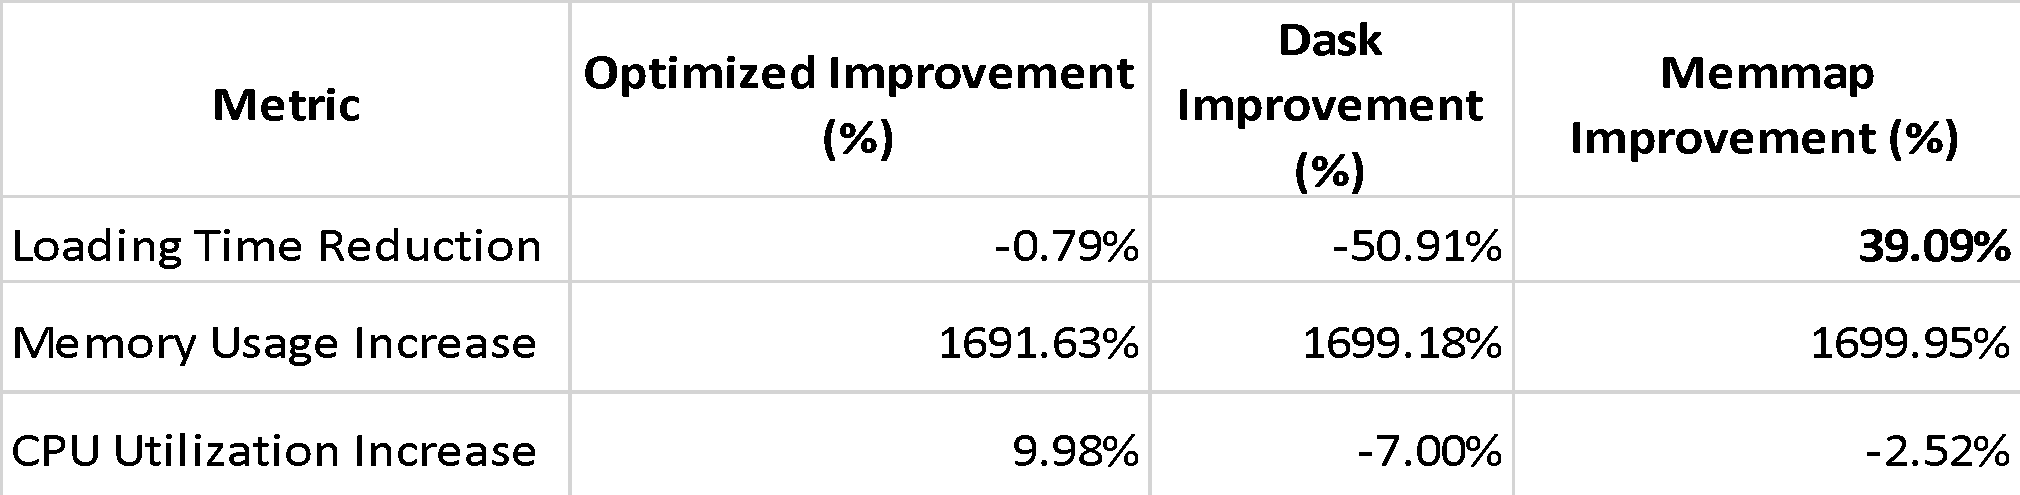 Metric
Optimized Improvement
(%)
Dask
Improvement
(%)
Memmap
Improvement (%)
Loading Time Reduction
-0.79%
-50.91%
39.09%
Memory Usage Increase
1691.63%
1699.18%
1699.95%
CPU Utilization Increase
9.98%
-7.00%
-2.52%